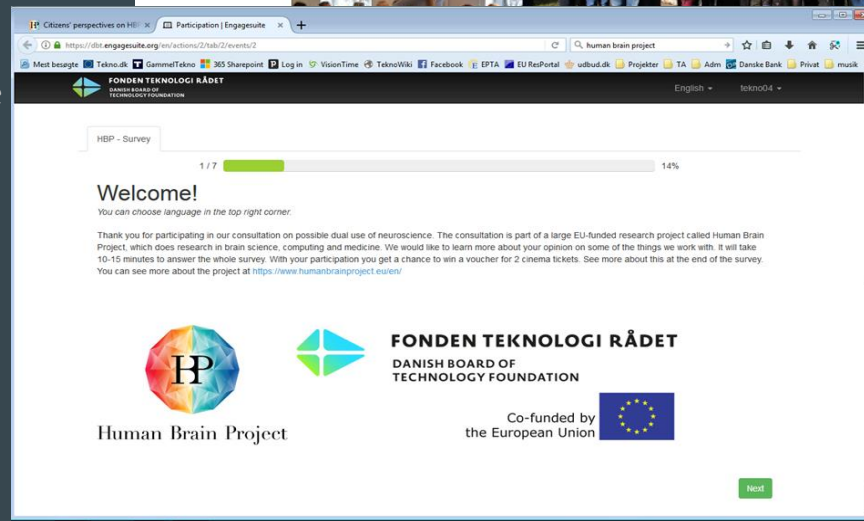 Citizens' perspectives on HB
Participation | Engagesuite
https://dbt.engagesuite.org/en/actions/2/tab/2/events/2
human brain project
Mest besøgte
Tekno.dk
GammelTekno
365 Sharepoint
Log in
VisionTime
TeknoWiki
Facebook
EPTA
EU ResPortal
udbud.dk
Projekter
TA
Adm
Danske Bank
Privat
musik
FONDEN TEKNOLOGI RÅDET
DANISH BOARD OF
TECHNOLOGY FOUNDATION
English
tekno04
HBP - Survey
1 / 7
14%
Welcome!
You can choose language in the top right corner.
Thank you for participating in our consultation on possible dual use of neuroscience. The consultation is part of a large EU-funded research project called Human Brain
Project, which does research in brain science, computing and medicine. We would like to learn more about your opinion on some of the things we work with. It will take
10-15 minutes to answer the whole survey. With your participation you get a chance to win a voucher for 2 cinema tickets. See more about this at the end of the survey.
You can see more about the project at https://www.humanbrainproject.eu/en/
HP
Human Brain Project
FONDEN TEKNOLOGI RÅDET
DANISH BOARD OF
TECHNOLOGY FOUNDATION
Co-funded by
the European Union
Next